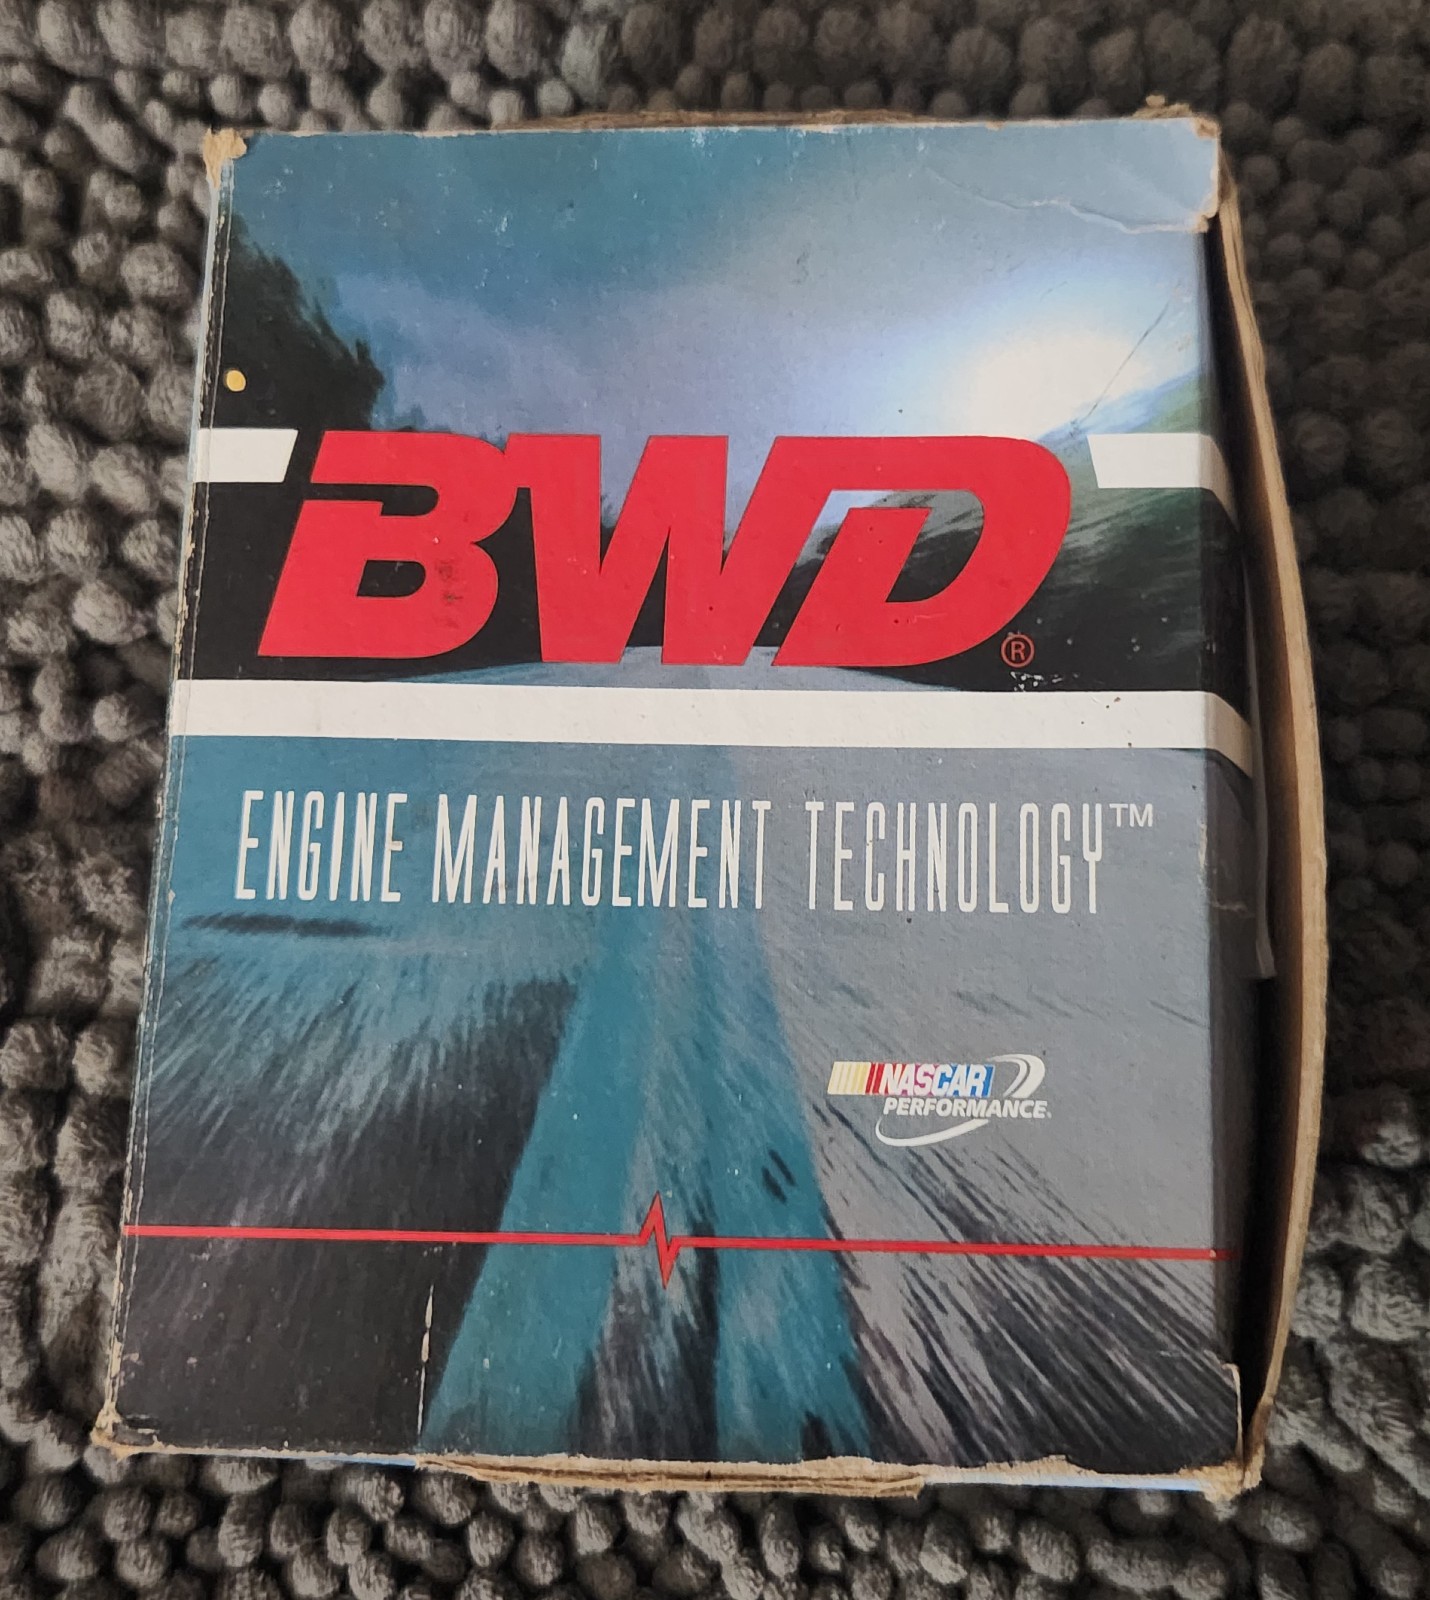 BWD®
ENGINE MANAGEMENT TECHNOLOGY™
NASCAR
PERFORMANCE